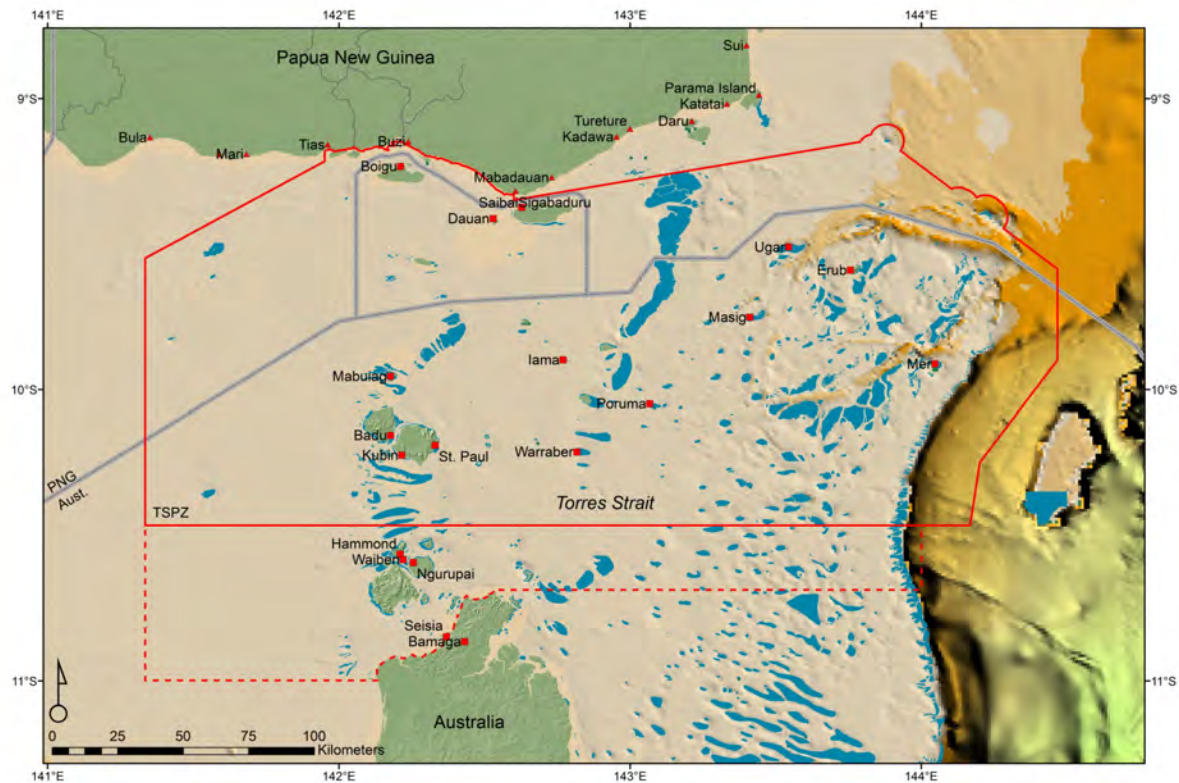 141°E 142°E 143°E 144°E
Sui
Papua New Guinea
Parama Island
9°S 9°S
Katatai
Tureture Daru
Bula Kadawa
Tias Buzi
Mari
Boigu
Mabadauan
Saibai Sigabaduru
Dauan
Ugar
Erub
Masig
Iama
Mer
Mabuiag
10°S 10°S
Poruma
Badu
Kubin St. Paul Warraber
PNG
Aust.
TSPZ Torres Strait
Hammond
Waiben
Ngurupai
Seisia
Bamaga
11°S 11°S
Australia
0 25 50 75 100
Kilometers
141°E 142°E 143°E 144°E